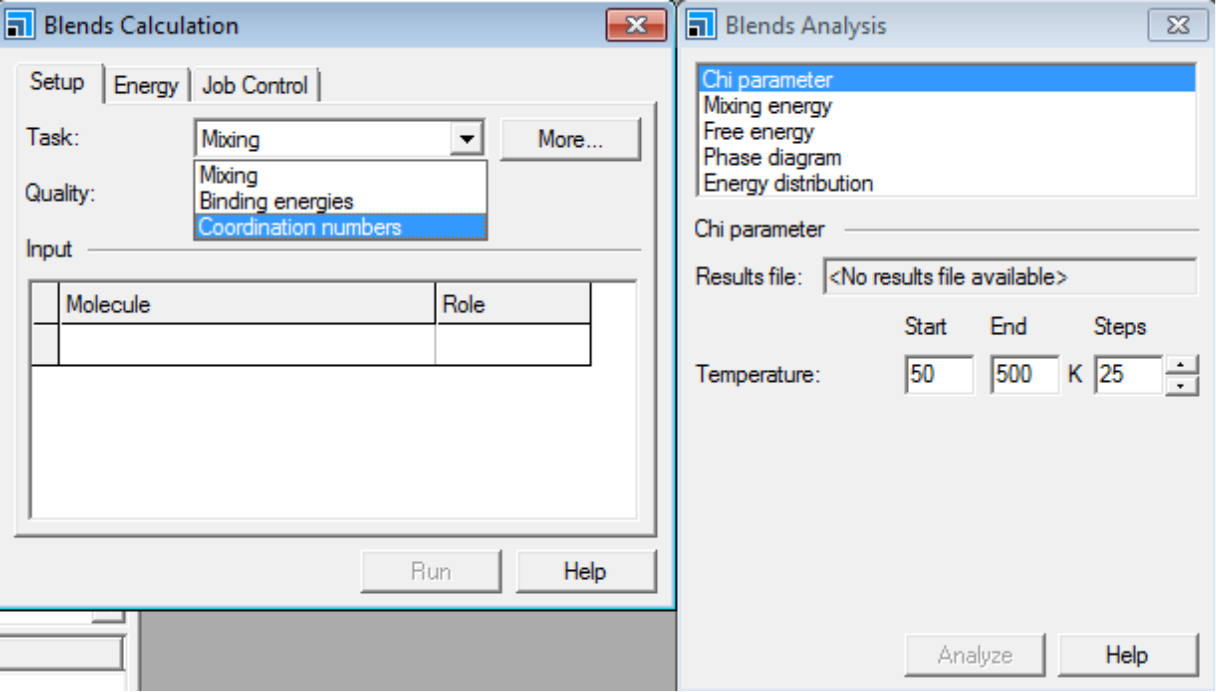 Blends Calculation
Setup Energy Job Control
Task: Mixing More...
Mixing
Quality: Binding energies
Coordination numbers
Input
Molecule Role
Run Help
Blends Analysis
Chi parameter
Mixing energy
Free energy
Phase diagram
Energy distribution
Chi parameter
Results file: <No results file available>
Start End Steps
Temperature: 50 500 K 25
Analyze Help